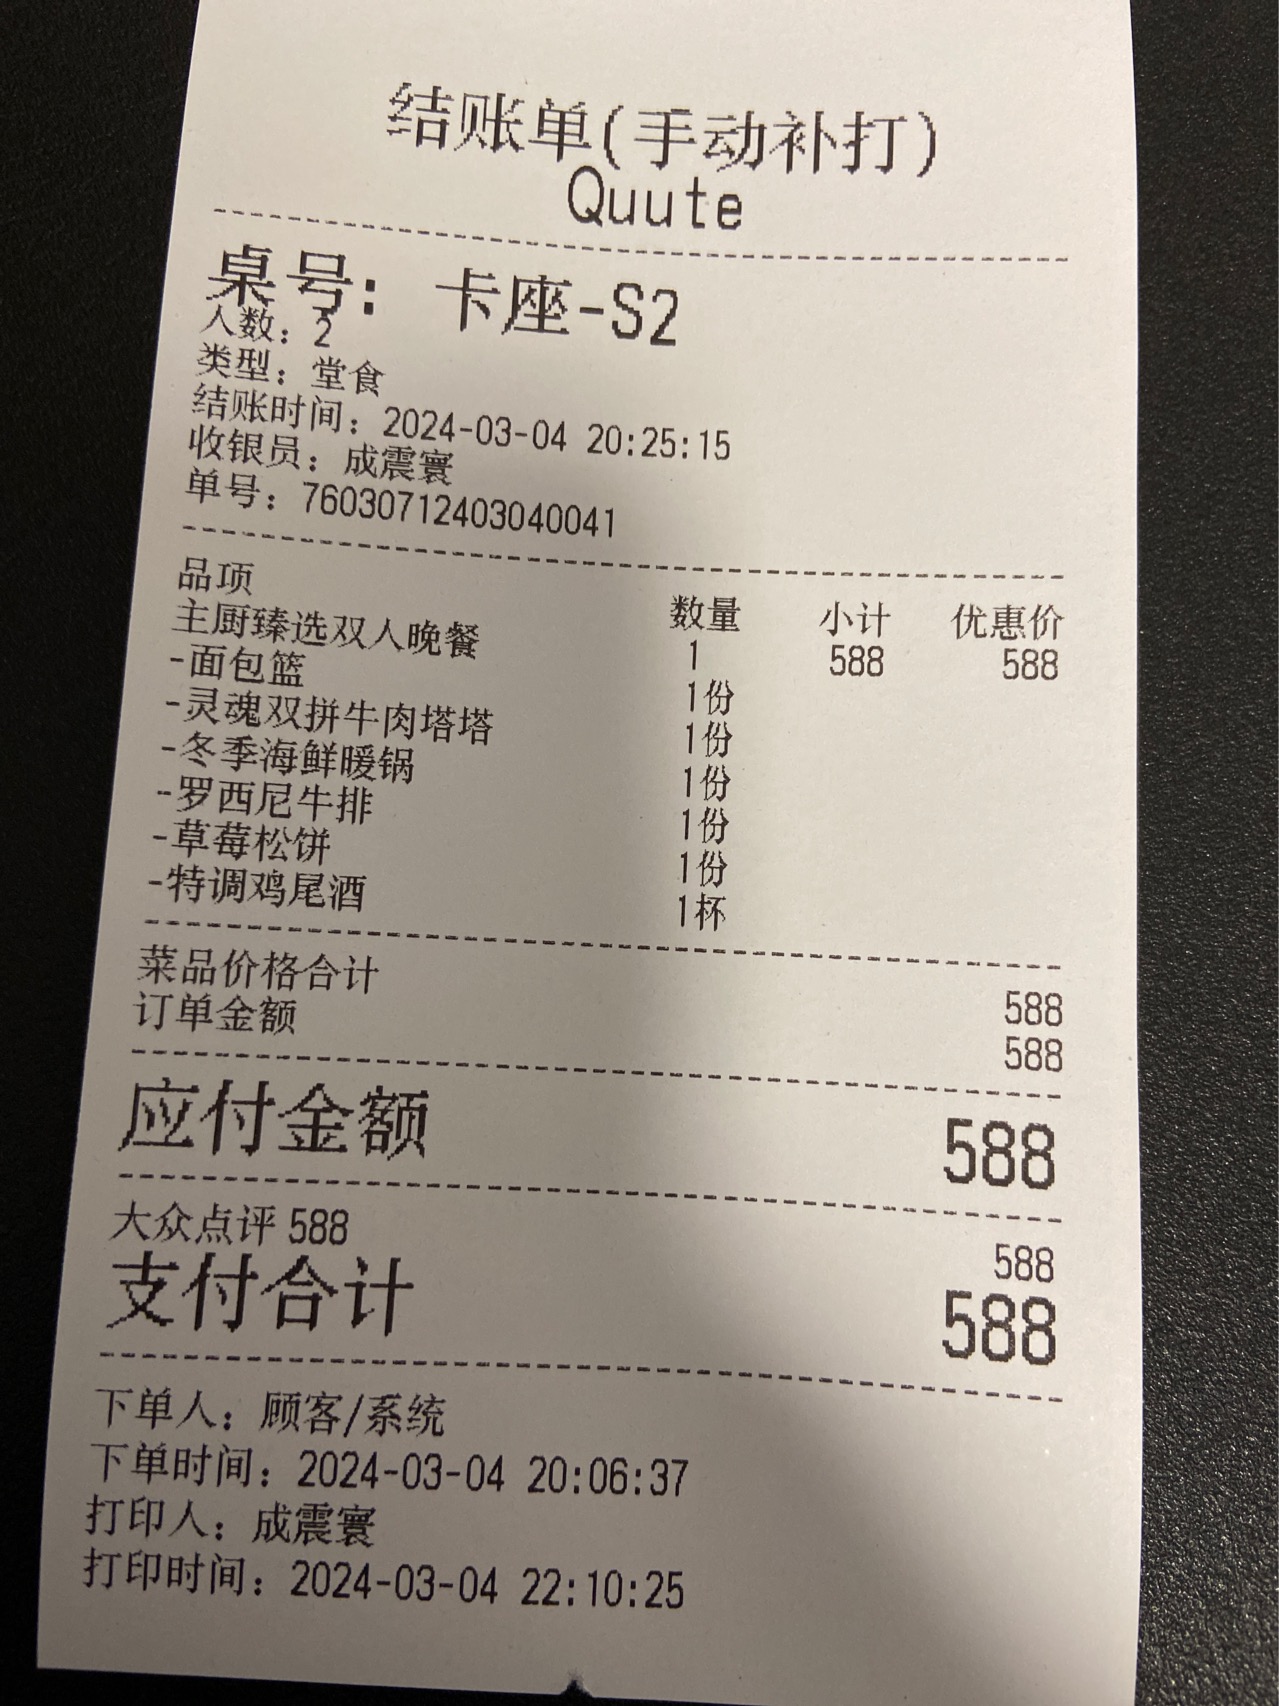 结账单(手动补打)
Quute
桌号: 卡座-S2
人数: 2
类型: 堂食
结账时间: 2024-03-04 20:25:15
收银员: 成震寰
单号: 76030712403040041
品项 数量 小计 优惠价
主厨臻选双人晚餐 1 588 588
-面包篮 1份
-灵魂双拼牛肉塔塔 1份
-冬季海鲜暖锅 1份
-罗西尼牛排 1份
-草莓松饼 1份
-特调鸡尾酒 1杯
菜品价格合计 588
订单金额 588
应付金额 588
大众点评 588 588
支付合计 588
下单人: 顾客/系统
下单时间: 2024-03-04 20:06:37
打印人: 成震寰
打印时间: 2024-03-04 22:10:25